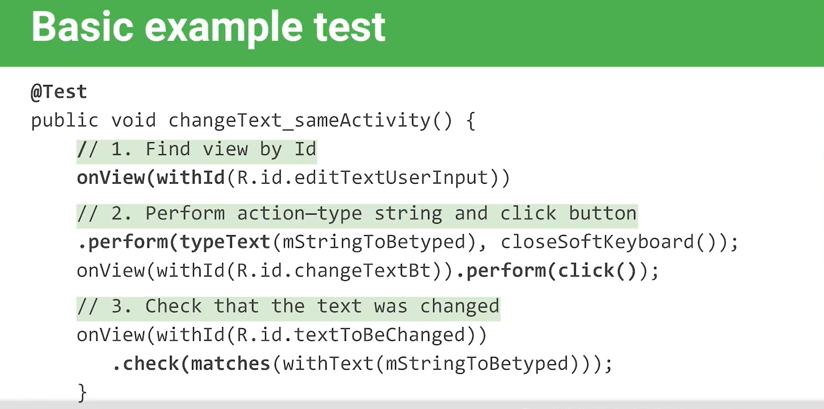 Basic example test
@Test
public void changeText_sameActivity() {
// 1. Find view by Id
onView(withId(R.id.editTextUserInput))
// 2. Perform action—type string and click button
.perform(typeText(mStringToBetyped), closeSoftKeyboard());
onView(withId(R.id.changeTextBt)).perform(click());
// 3. Check that the text was changed
onView(withId(R.id.textToBeChanged))
.check(matches(withText(mStringToBetyped)));
}